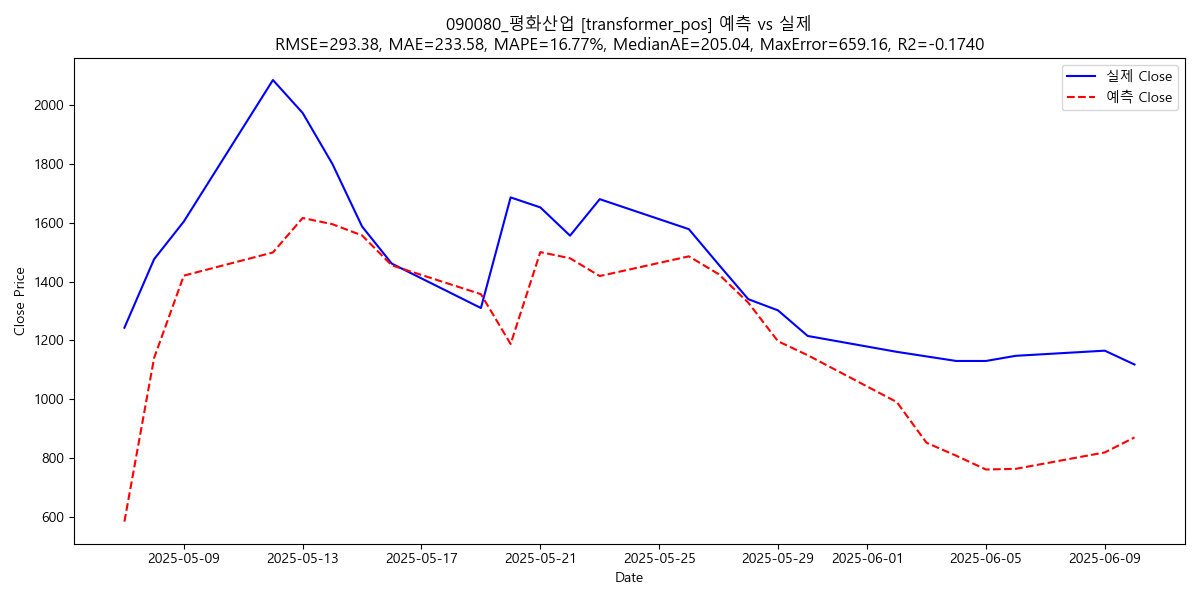 090080_평화산업 [transformer_pos] 예측 vs 실제
RMSE=293.38, MAE=233.58, MAPE=16.77%, MedianAE=205.04, MaxError=659.16, R2=-0.1740
실제 Close
예측 Close
Close Price
2000
1800
1600
1400
1200
1000
800
600
2025-05-09
2025-05-13
2025-05-17
2025-05-21
2025-05-25
2025-05-29
2025-06-01
2025-06-05
2025-06-09
Date